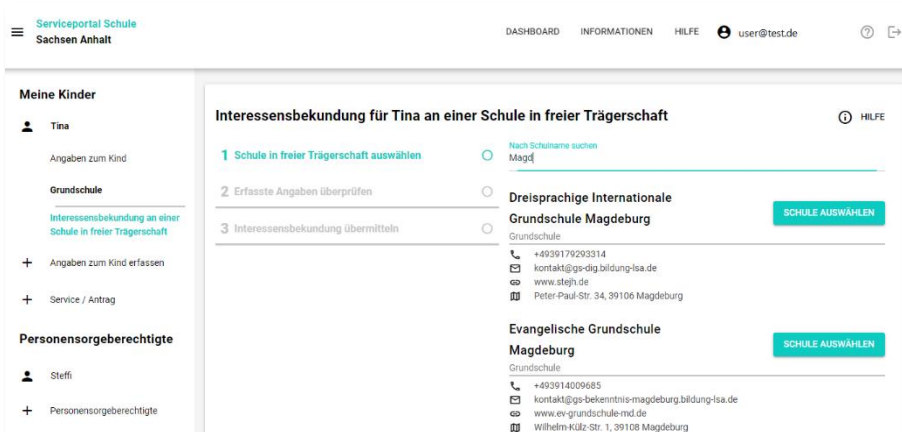 Serviceportal Schule
Sachsen Anhalt
DASHBOARD INFORMATIONEN HILFE user@test.de
Meine Kinder
Tina
Angaben zum Kind
Grundschule
Interessensbekundung an einer
Schule in freier Trägerschaft
Angaben zum Kind erfassen
Service / Antrag
Personensorgeberechtigte
Steffi
Personensorgeberechtigte
Interessensbekundung für Tina an einer Schule in freier Trägerschaft
HILFE
1 Schule in freier Trägerschaft auswählen
2 Erfasste Angaben überprüfen
3 Interessensbekundung übermitteln
Nach Schulname suchen
Magd
Dreisprachige Internationale
Grundschule Magdeburg
SCHULE AUSWÄHLEN
Grundschule
+4939179293314
kontakt@gs-dig.bildung-lsa.de
www.stejh.de
Peter-Paul-Str. 34, 39106 Magdeburg
Evangelische Grundschule
Magdeburg
SCHULE AUSWÄHLEN
Grundschule
+493914009685
kontakt@gs-bekenntnis-magdeburg.bildung-lsa.de
www.ev-grundschule-md.de
Wilhelm-Külz-Str. 1, 39108 Magdeburg